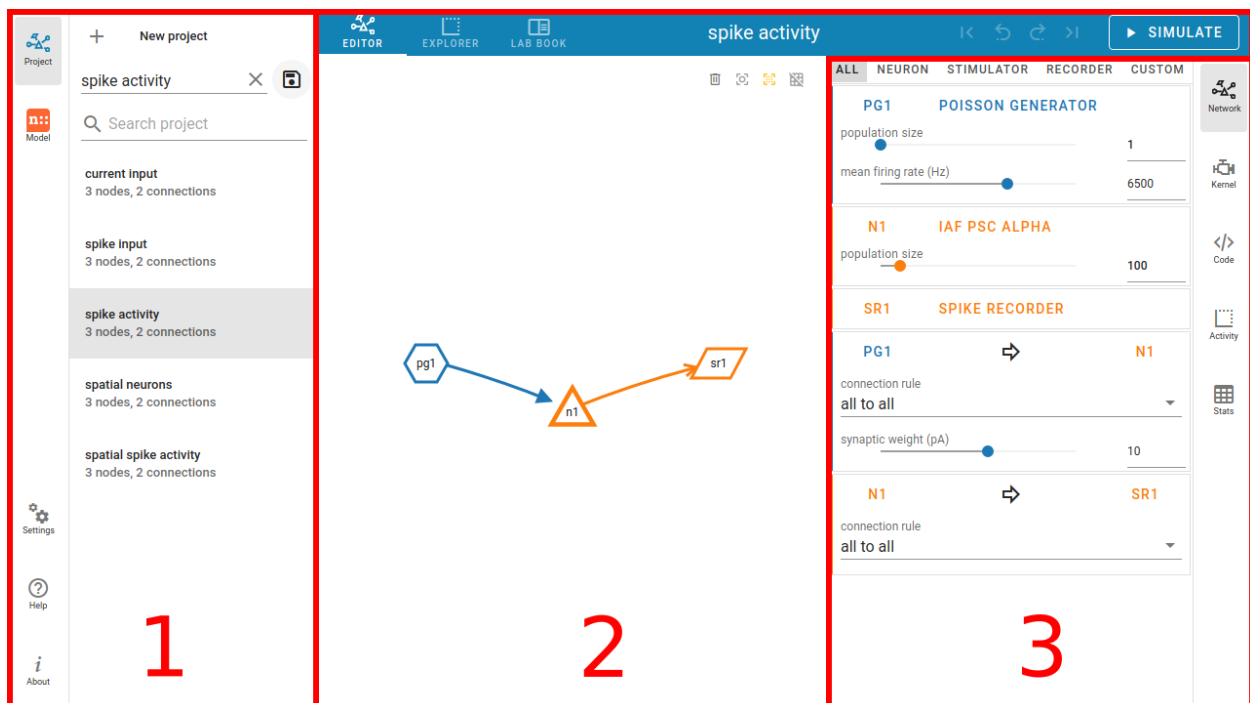 Project
n::
Model
Settings
Help
i
About
New project
spike activity
Search project
current input
3 nodes, 2 connections
spike input
3 nodes, 2 connections
spike activity
3 nodes, 2 connections
spatial neurons
3 nodes, 2 connections
spatial spike activity
3 nodes, 2 connections
1
EDITOR
EXPLORER
LAB BOOK
spike activity
SIMULATE
pg1
n1
sr1
2
ALL NEURON STIMULATOR RECORDER CUSTOM
PG1 POISSON GENERATOR
population size
1
mean firing rate (Hz)
6500
N1 IAF PSC ALPHA
population size
100
SR1 SPIKE RECORDER
PG1 N1
connection rule
all to all
synaptic weight (pA)
10
N1 SR1
connection rule
all to all
3
Network
Kernel
</>
Code
Activity
Stats